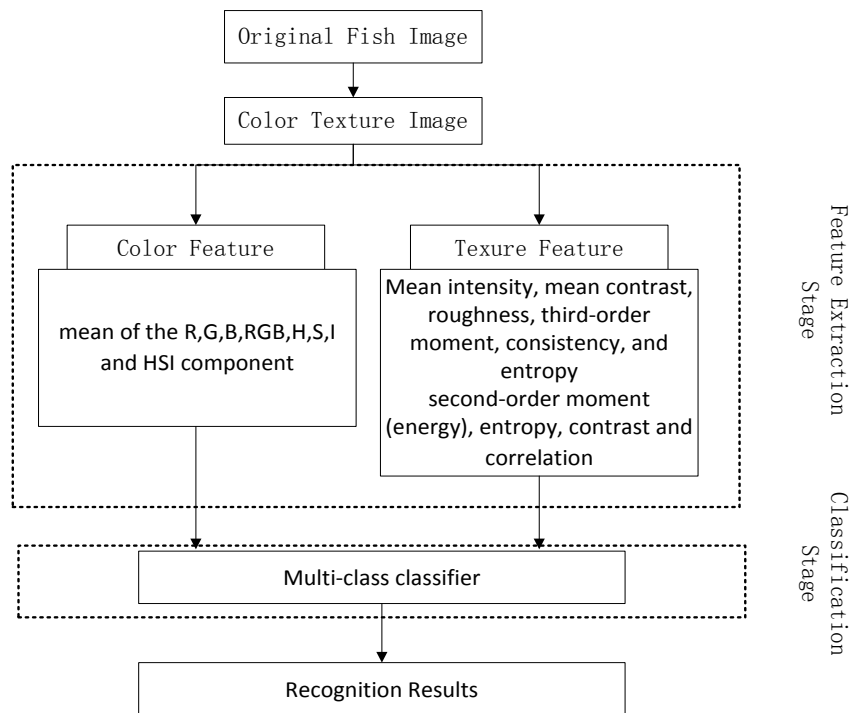 Original Fish Image
Color Texture Image
Color Feature
mean of the R,G,B,RGB,H,S,I
and HSI component
Texure Feature
Mean intensity, mean contrast,
roughness, third-order
moment, consistency, and
entropy
second-order moment
(energy), entropy, contrast and
correlation
Feature Extraction
Stage
Multi-class classifier
Classification
Stage
Recognition Results